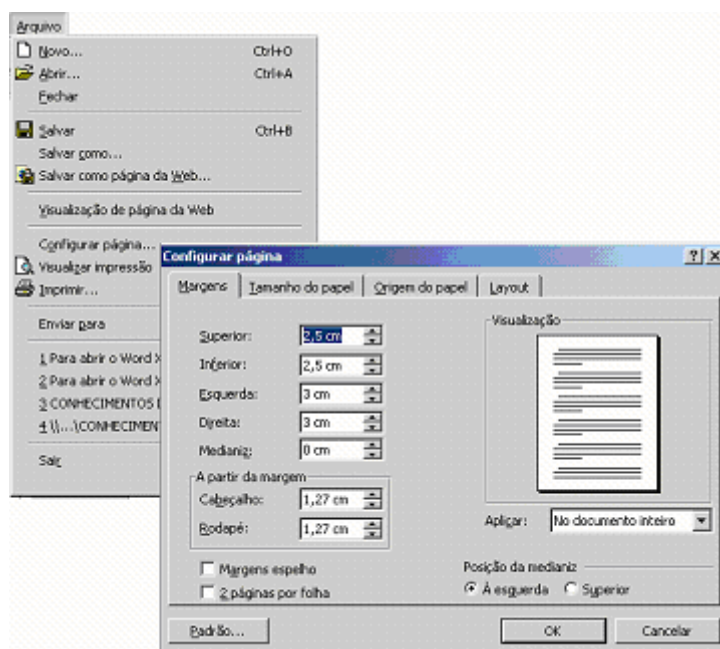 Arquivo
Novo... Ctrl+O
Abrir... Ctrl+A
Fechar
Salvar Ctrl+B
Salvar como...
Salvar como página da Web...
Visualização de página da Web
Configurar página...
Visualizar impressão
Imprimir...
Enviar para
1 Para abrir o Word
2 Para abrir o Word
3 CONHECIMENTOS
4 \\...\CONHECIMEN
Sair
Configurar página
Margens Tamanho do papel Origem do papel Layout
Superior: 2,5 cm
Inferior: 2,5 cm
Esquerda: 3 cm
Direita: 3 cm
Medianiz: 0 cm
A partir da margem
Cabeçalho: 1,27 cm
Rodapé: 1,27 cm
Margens espelho
2 páginas por folha
Visualização
Aplicar: No documento inteiro
Posição da medianiz
À esquerda Superior
Padrão... OK Cancelar